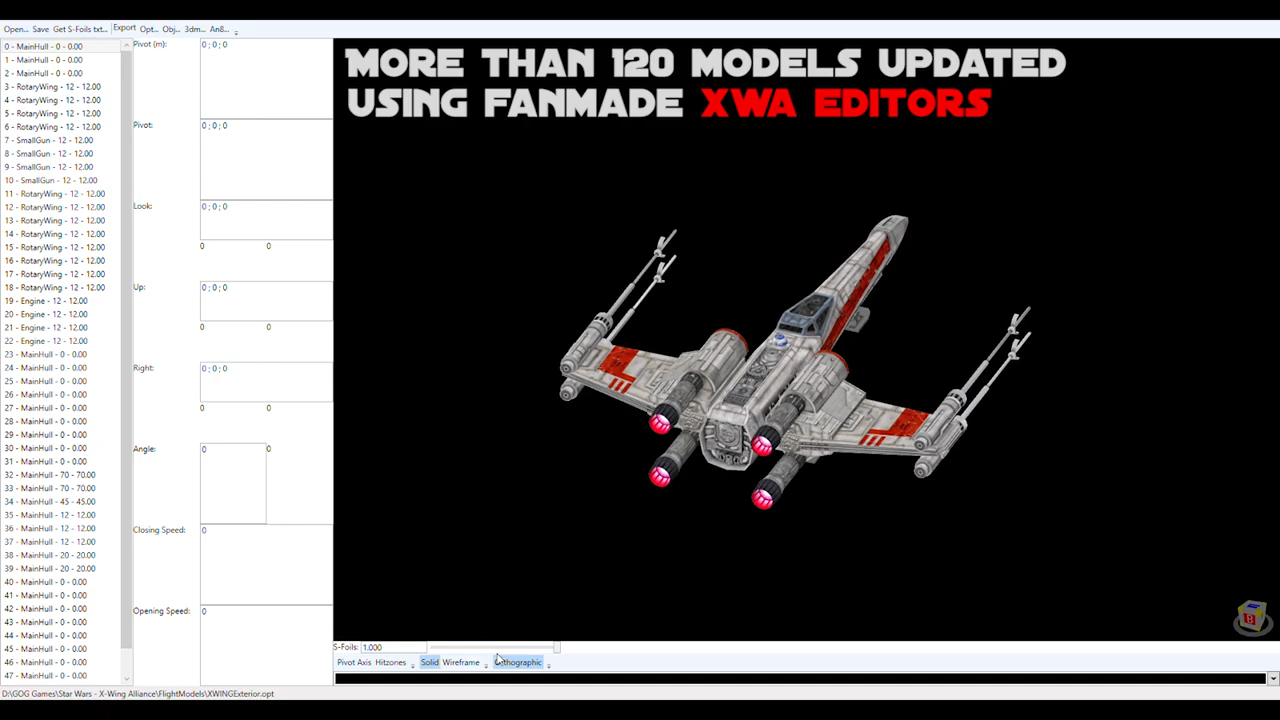 Open... Save Get S-Foils txt... Export Opt... Obj... 3dm... An8...
MORE THAN 120 MODELS UPDATED
USING FANMADE XWA EDITORS
0 - MainHull - 0 - 0.00
1 - MainHull - 0 - 0.00
2 - MainHull - 0 - 0.00
3 - RotaryWing - 12 - 12.00
4 - RotaryWing - 12 - 12.00
5 - RotaryWing - 12 - 12.00
6 - RotaryWing - 12 - 12.00
7 - SmallGun - 12 - 12.00
8 - SmallGun - 12 - 12.00
9 - SmallGun - 12 - 12.00
10 - SmallGun - 12 - 12.00
11 - RotaryWing - 12 - 12.00
12 - RotaryWing - 12 - 12.00
13 - RotaryWing - 12 - 12.00
14 - RotaryWing - 12 - 12.00
15 - RotaryWing - 12 - 12.00
16 - RotaryWing - 12 - 12.00
17 - RotaryWing - 12 - 12.00
18 - RotaryWing - 12 - 12.00
19 - Engine - 12 - 12.00
20 - Engine - 12 - 12.00
21 - Engine - 12 - 12.00
22 - Engine - 12 - 12.00
23 - MainHull - 0 - 0.00
24 - MainHull - 0 - 0.00
25 - MainHull - 0 - 0.00
26 - MainHull - 0 - 0.00
27 - MainHull - 0 - 0.00
28 - MainHull - 0 - 0.00
29 - MainHull - 0 - 0.00
30 - MainHull - 0 - 0.00
31 - MainHull - 0 - 0.00
32 - MainHull - 70 - 70.00
33 - MainHull - 70 - 70.00
34 - MainHull - 45 - 45.00
35 - MainHull - 12 - 12.00
36 - MainHull - 12 - 12.00
37 - MainHull - 12 - 12.00
38 - MainHull - 20 - 20.00
39 - MainHull - 20 - 20.00
40 - MainHull - 0 - 0.00
41 - MainHull - 0 - 0.00
42 - MainHull - 0 - 0.00
43 - MainHull - 0 - 0.00
44 - MainHull - 0 - 0.00
45 - MainHull - 0 - 0.00
46 - MainHull - 0 - 0.00
47 - MainHull - 0 - 0.00
Pivot (m): 0 ; 0 ; 0
Pivot: 0 ; 0 ; 0
Look: 0 ; 0 ; 0
0 0
Up: 0 ; 0 ; 0
0 0
Right: 0 ; 0 ; 0
0 0
Angle: 0 0
Closing Speed: 0
Opening Speed: 0
S-Foils: 1.000
Pivot Axis Hitzones Solid Wireframe Orthographic
D:\GOG Games\Star Wars - X-Wing Alliance\FlightModels\XWINGExterior.opt